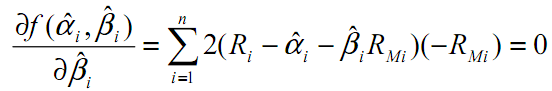 ∂f(α̂ᵢ, β̂ᵢ)/∂β̂ᵢ = ∑ᵢ₌₁ⁿ 2(Rᵢ − α̂ᵢ − β̂ᵢR_Mi)(−R_Mi) = 0